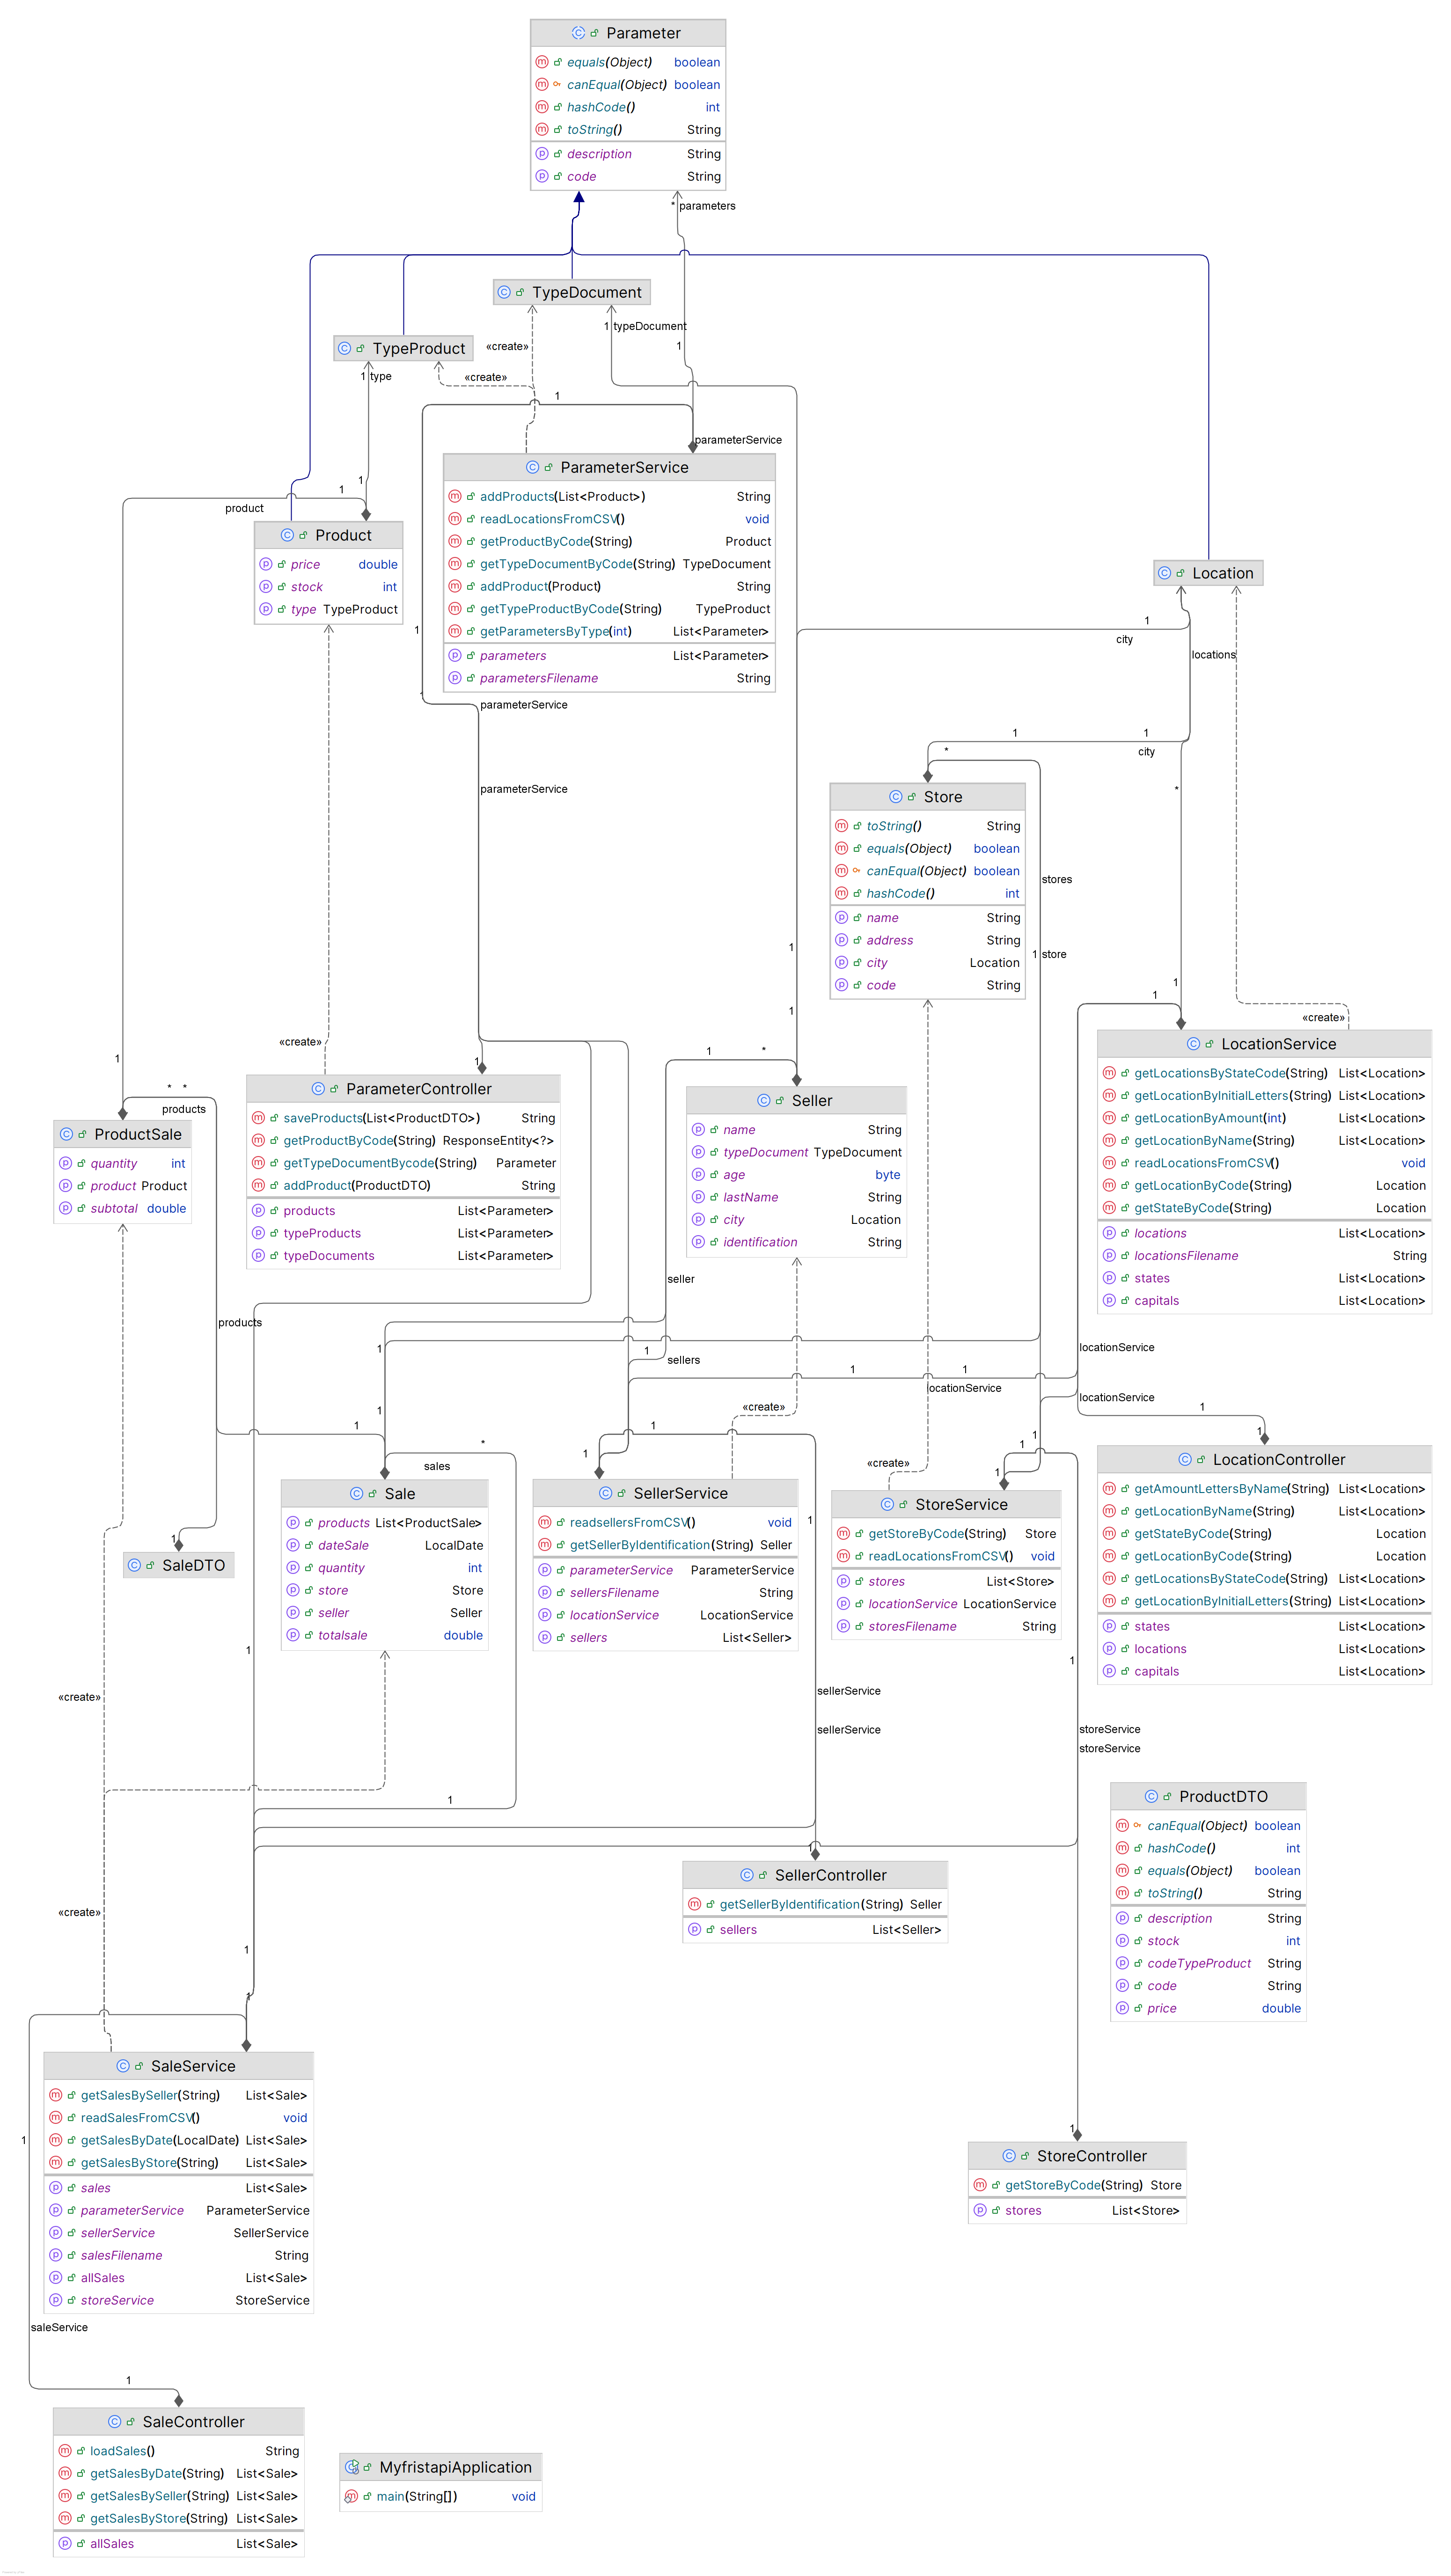 Parameter
equals(Object) boolean
canEqual(Object) boolean
hashCode() int
toString() String
description String
code String
* parameters
TypeDocument
1 typeDocument
«create»
1
TypeProduct
1 type
«create»
1
parameterService
ParameterService
addProducts(List<Product>) String
readLocationsFromCSV() void
getProductByCode(String) Product
getTypeDocumentByCode(String) TypeDocument
addProduct(Product) String
getTypeProductByCode(String) TypeProduct
getParametersByType(int) List<Parameter>
parameters List<Parameter>
parametersFilename String
1
1
product
Product
price double
stock int
type TypeProduct
Location
1
1
city
locations
parameterService
1 1
city
*
*
parameterService
Store
toString() String
equals(Object) boolean
canEqual(Object) boolean
hashCode() int
name String
address String
city Location
code String
stores
1
1 store
1
1
1
«create»
LocationService
getLocationsByStateCode(String) List<Location>
getLocationByInitialLetters(String) List<Location>
getLocationByAmount(int) List<Location>
getLocationByName(String) List<Location>
readLocationsFromCSV() void
getLocationByCode(String) Location
getStateByCode(String) Location
locations List<Location>
locationsFilename String
states List<Location>
capitals List<Location>
«create»
1
1 *
1
* *
products
ParameterController
saveProducts(List<ProductDTO>) String
getProductByCode(String) ResponseEntity<?>
getTypeDocumentBycode(String) Parameter
addProduct(ProductDTO) String
products List<Parameter>
typeProducts List<Parameter>
typeDocuments List<Parameter>
Seller
name String
typeDocument TypeDocument
age byte
lastName String
city Location
identification String
ProductSale
quantity int
product Product
subtotal double
seller
products
1
1
sellers
locationService
1 1
locationService
locationService
«create»
1
1
1
1
1
1
1
1
*
sales
«create»
1
1
LocationController
getAmountLettersByName(String) List<Location>
getLocationByName(String) List<Location>
getStateByCode(String) Location
getLocationByCode(String) Location
getLocationsByStateCode(String) List<Location>
getLocationByInitialLetters(String) List<Location>
states List<Location>
locations List<Location>
capitals List<Location>
Sale
products List<ProductSale>
dateSale LocalDate
quantity int
store Store
seller Seller
totalsale double
SellerService
readsellersFromCSV() void
getSellerByIdentification(String) Seller
parameterService ParameterService
sellersFilename String
locationService LocationService
sellers List<Seller>
1
StoreService
getStoreByCode(String) Store
readLocationsFromCSV() void
stores List<Store>
locationService LocationService
storesFilename String
1
SaleDTO
1
1
«create»
sellerService
sellerService
storeService
storeService
ProductDTO
canEqual(Object) boolean
hashCode() int
equals(Object) boolean
toString() String
description String
stock int
codeTypeProduct String
code String
price double
1
1
SellerController
getSellerByIdentification(String) Seller
sellers List<Seller>
«create»
1
1
SaleService
getSalesBySeller(String) List<Sale>
readSalesFromCSV() void
getSalesByDate(LocalDate) List<Sale>
getSalesByStore(String) List<Sale>
sales List<Sale>
parameterService ParameterService
sellerService SellerService
salesFilename String
allSales List<Sale>
storeService StoreService
1
1
StoreController
getStoreByCode(String) Store
stores List<Store>
saleService
1
SaleController
loadSales() String
getSalesByDate(String) List<Sale>
getSalesBySeller(String) List<Sale>
getSalesByStore(String) List<Sale>
allSales List<Sale>
MyfristapiApplication
main(String[]) void